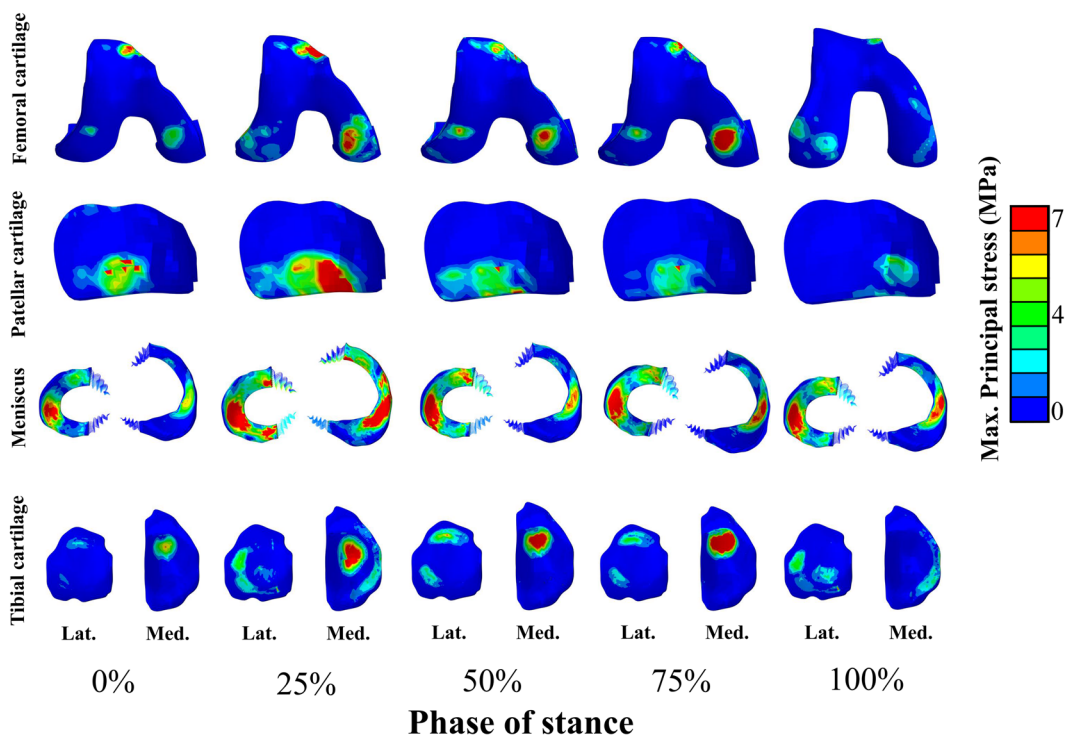 Femoral cartilage
Patellar cartilage
Meniscus
Tibial cartilage
Max. Principal stress (MPa)
7
4
0
Lat. Med. Lat. Med. Lat. Med. Lat. Med. Lat. Med.
0% 25% 50% 75% 100%
Phase of stance